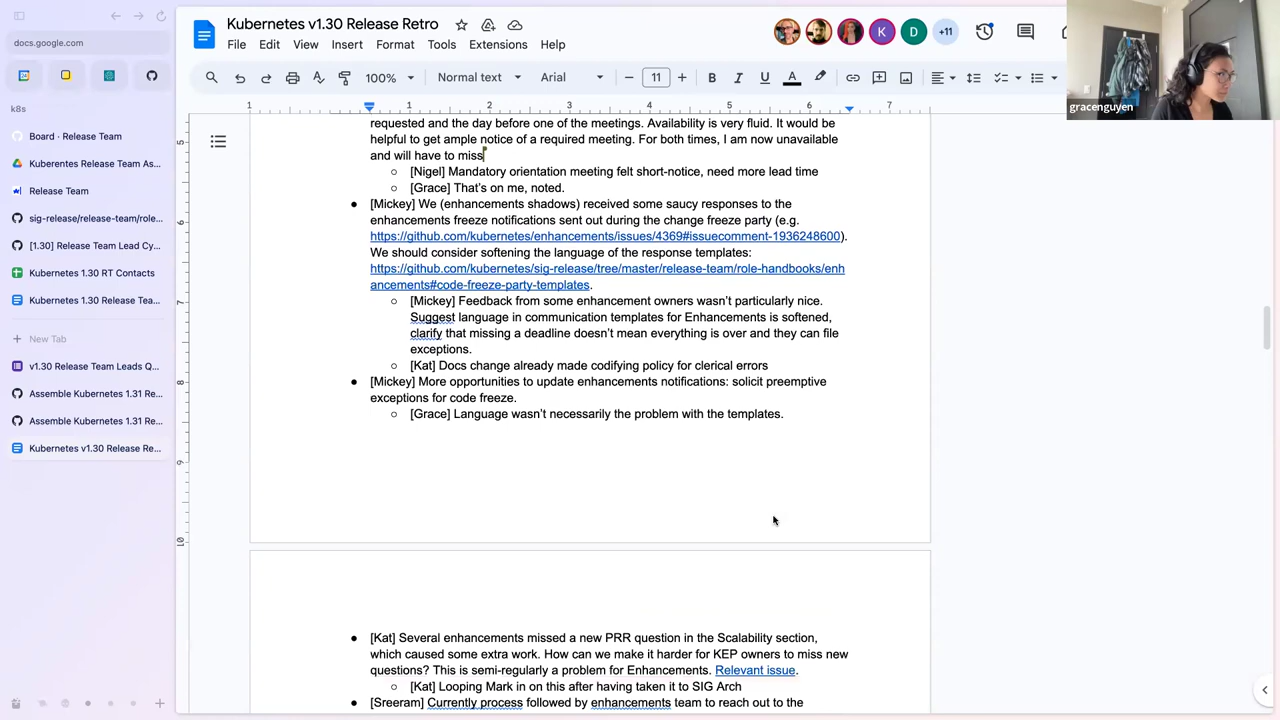 docs.google.com
k8s
Board · Release Team
Kuberentes Release Team As...
Release Team
sig-release/release-team/role...
[1.30] Release Team Lead Cy...
Kubernetes 1.30 RT Contacts
Kubernetes 1.30 Release Tea...
New Tab
v1.30 Release Team Leads Q...
Assemble Kubernetes 1.31 Re...
Assemble Kubernetes 1.31 Re...
Kubernetes v1.30 Release Re...
Kubernetes v1.30 Release Retro
File Edit View Insert Format Tools Extensions Help
K D +11
100% Normal text Arial 11 B I U A
1 1 2 3 4 5 6 7
5
6
7
8
9
10
requested and the day before one of the meetings. Availability is very fluid. It would be
helpful to get ample notice of a required meeting. For both times, I am now unavailable
and will have to miss
○ [Nigel] Mandatory orientation meeting felt short-notice, need more lead time
○ [Grace] That's on me, noted.
● [Mickey] We (enhancements shadows) received some saucy responses to the
enhancements freeze notifications sent out during the change freeze party (e.g.
https://github.com/kubernetes/enhancements/issues/4369#issuecomment-1936248600).
We should consider softening the language of the response templates:
https://github.com/kubernetes/sig-release/tree/master/release-team/role-handbooks/enh
ancements#code-freeze-party-templates.
○ [Mickey] Feedback from some enhancement owners wasn't particularly nice.
Suggest language in communication templates for Enhancements is softened,
clarify that missing a deadline doesn't mean everything is over and they can file
exceptions.
○ [Kat] Docs change already made codifying policy for clerical errors
● [Mickey] More opportunities to update enhancements notifications: solicit preemptive
exceptions for code freeze.
○ [Grace] Language wasn't necessarily the problem with the templates.
● [Kat] Several enhancements missed a new PRR question in the Scalability section,
which caused some extra work. How can we make it harder for KEP owners to miss new
questions? This is semi-regularly a problem for Enhancements. Relevant issue.
○ [Kat] Looping Mark in on this after having taken it to SIG Arch
● [Sreeram] Currently process followed by enhancements team to reach out to the
gracenguyen